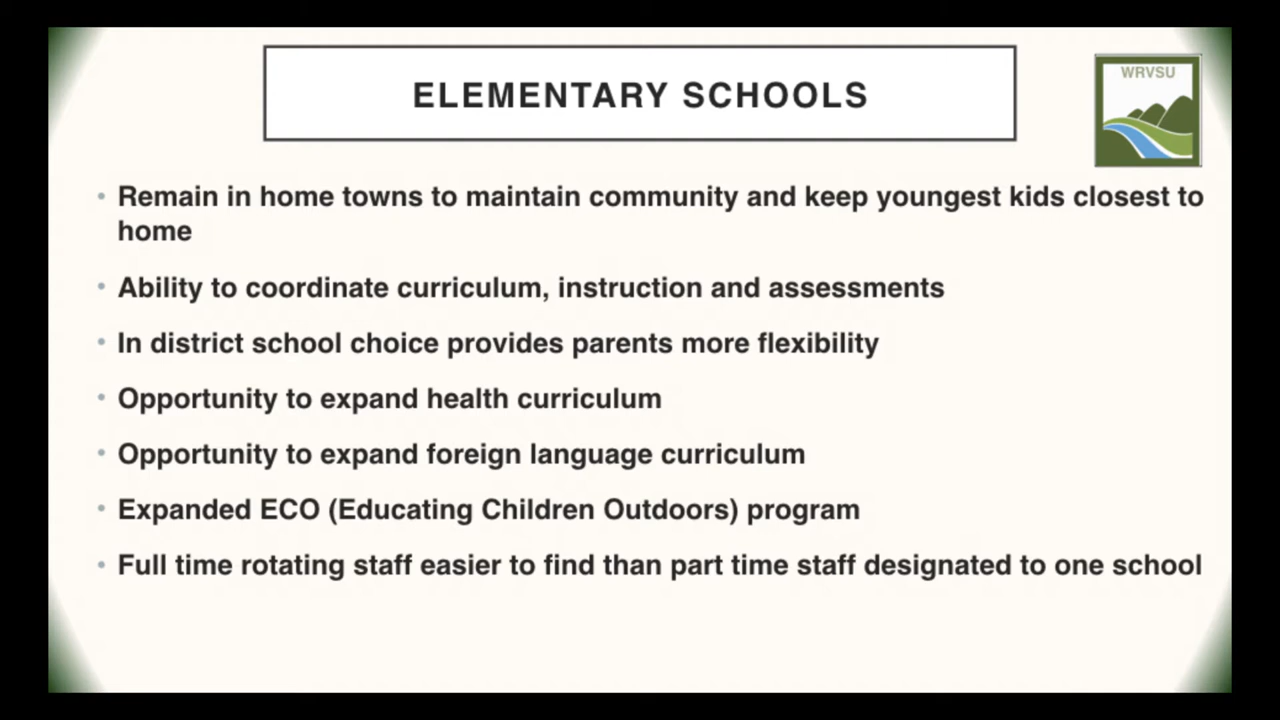 ELEMENTARY SCHOOLS
WRVSU
• Remain in home towns to maintain community and keep youngest kids closest to
home
• Ability to coordinate curriculum, instruction and assessments
• In district school choice provides parents more flexibility
• Opportunity to expand health curriculum
• Opportunity to expand foreign language curriculum
• Expanded ECO (Educating Children Outdoors) program
• Full time rotating staff easier to find than part time staff designated to one school